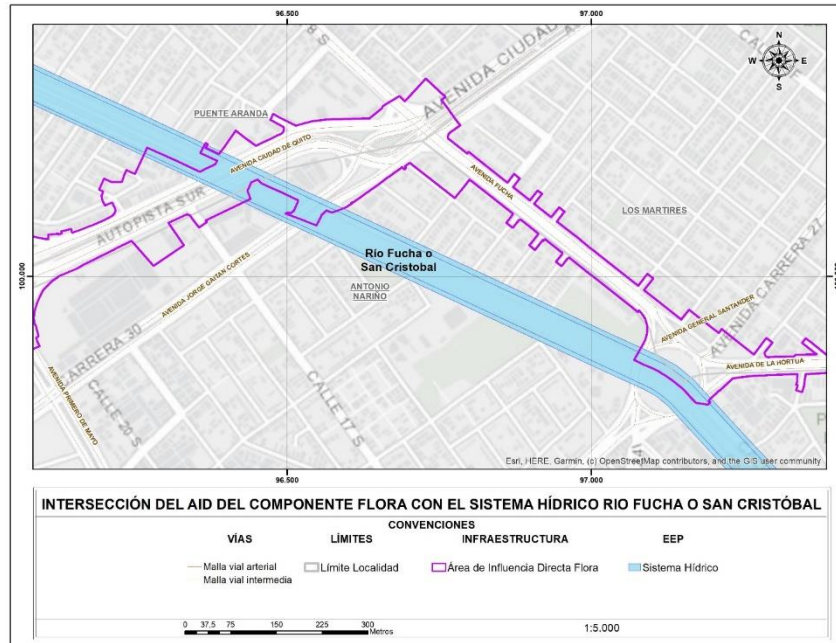 96.500
97.000
8 S
AVENIDA CIUDAD
CALLE
N
W
E
S
PUENTE ARANDA
AVENIDA CIUDAD DE QUITO
AVENIDA FUCHA
AUTOPISTA SUR
LOS MARTIRES
Río Fucha o
San Cristobal
100.000
ANTONIO
NARIÑO
AVENIDA JORGE GAITAN CORTES
AVENIDA CARRERA 27
AVENIDA GENERAL SANTANDER
ARRERA 30
AVENIDA DE LA HORTUA
AVENIDA PRIMERO DE MAYO
CALLE 20 S
CALLE 17 S
Esri, HERE, Garmin, (c) OpenStreetMap contributors, and the GIS user community
96.500
97.000
INTERSECCIÓN DEL AID DEL COMPONENTE FLORA CON EL SISTEMA HÍDRICO RIO FUCHA O SAN CRISTÓBAL
CONVENCIONES
VÍAS LÍMITES INFRAESTRUCTURA EEP
Malla vial arterial Límite Localidad Área de Influencia Directa Flora Sistema Hídrico
Malla vial intermedia
0 37,5 75 150 225 300
Metros
1:5.000